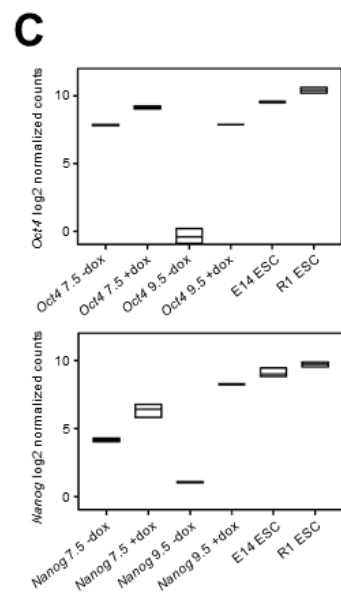 C
Oct4 log2 normalized counts
10
5
0
Oct4 7.5 -dox
Oct4 7.5 +dox
Oct4 9.5 -dox
Oct4 9.5 +dox
E14 ESC
R1 ESC
Nanog log2 normalized counts
10
5
0
Nanog 7.5 -dox
Nanog 7.5 +dox
Nanog 9.5 -dox
Nanog 9.5 +dox
E14 ESC
R1 ESC